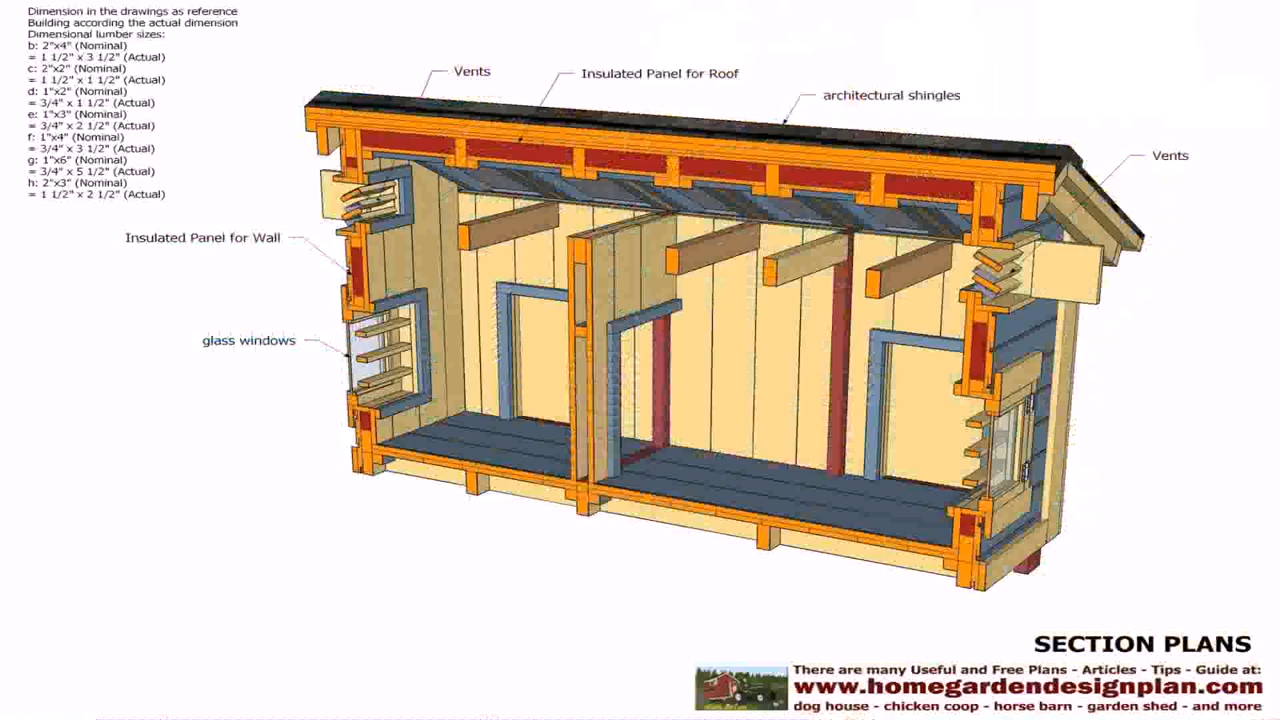 Dimension in the drawings as reference
Building according the actual dimension
Dimensional lumber sizes:
b: 2"x4" (Nominal)
= 1 1/2" x 3 1/2" (Actual)
c: 2"x2" (Nominal)
= 1 1/2" x 1 1/2" (Actual)
d: 1"x2" (Nominal)
= 3/4" x 1 1/2" (Actual)
e: 1"x3" (Nominal)
= 3/4" x 2 1/2" (Actual)
f: 1"x4" (Nominal)
= 3/4" x 3 1/2" (Actual)
g: 1"x6" (Nominal)
= 3/4" x 5 1/2" (Actual)
h: 2"x3" (Nominal)
= 1 1/2" x 2 1/2" (Actual)
Vents
Insulated Panel for Roof
architectural shingles
Vents
Insulated Panel for Wall
glass windows
SECTION PLANS
There are many Useful and Free Plans - Articles - Tips - Guide at:
www.homegardendesignplan.com
dog house - chicken coop - horse barn - garden shed - and more